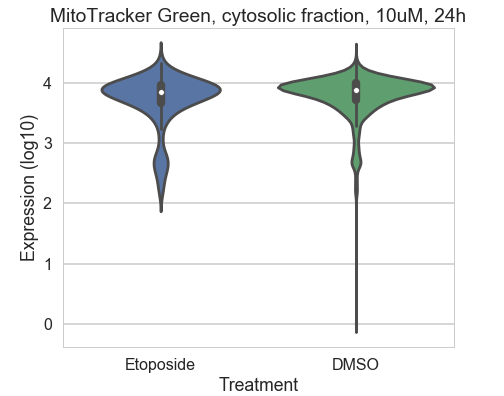 MitoTracker Green, cytosolic fraction, 10uM, 24h
Expression (log10)
4
3
2
1
0
Etoposide DMSO
Treatment